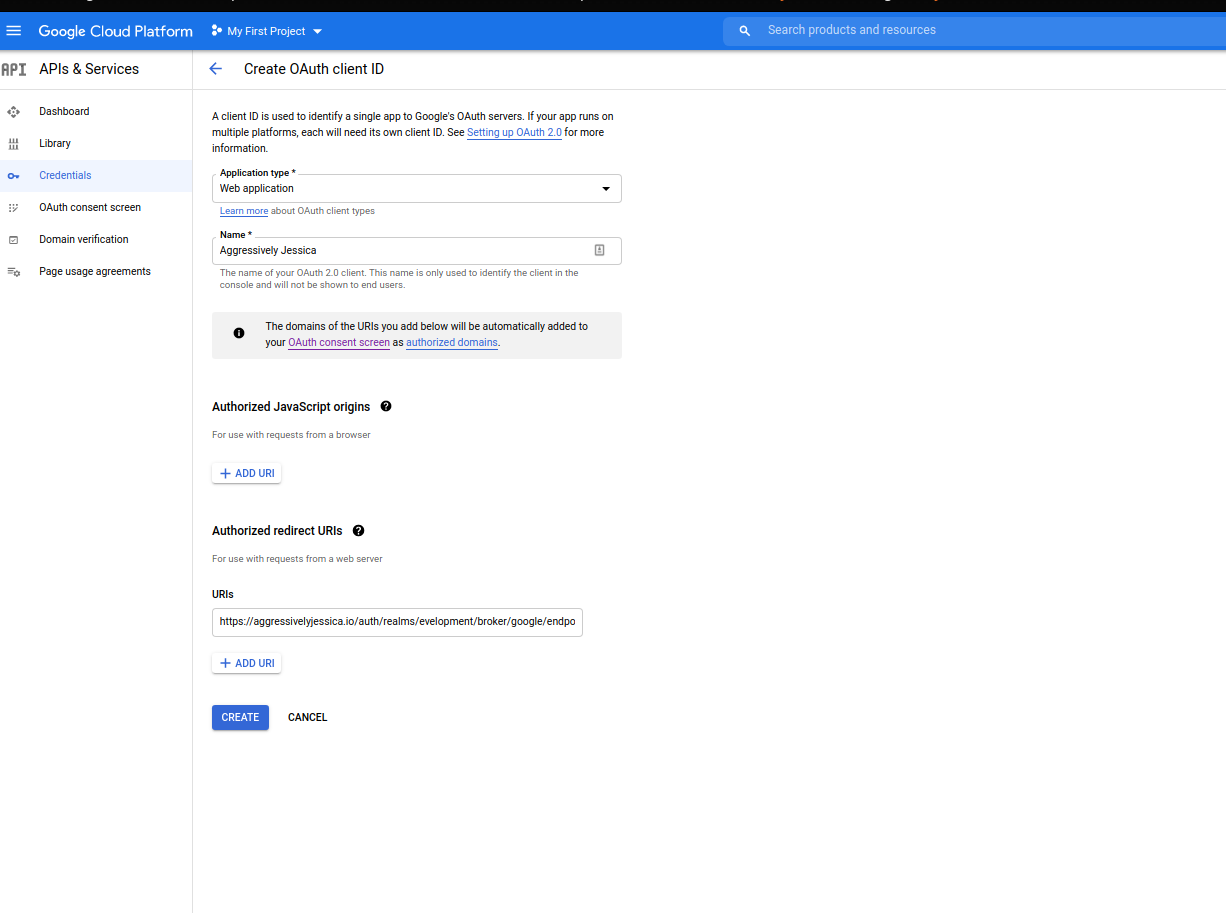 Google Cloud Platform
My First Project
Search products and resources
API
APIs & Services
Create OAuth client ID
Dashboard
Library
Credentials
OAuth consent screen
Domain verification
Page usage agreements
A client ID is used to identify a single app to Google's OAuth servers. If your app runs on
multiple platforms, each will need its own client ID. See Setting up OAuth 2.0 for more
information.
Application type *
Web application
Learn more about OAuth client types
Name *
Aggressively Jessica
The name of your OAuth 2.0 client. This name is only used to identify the client in the
console and will not be shown to end users.
The domains of the URIs you add below will be automatically added to
your OAuth consent screen as authorized domains.
Authorized JavaScript origins
For use with requests from a browser
ADD URI
Authorized redirect URIs
For use with requests from a web server
URIs
https://aggressivelyjessica.io/auth/realms/evelopment/broker/google/endpo
ADD URI
CREATE
CANCEL